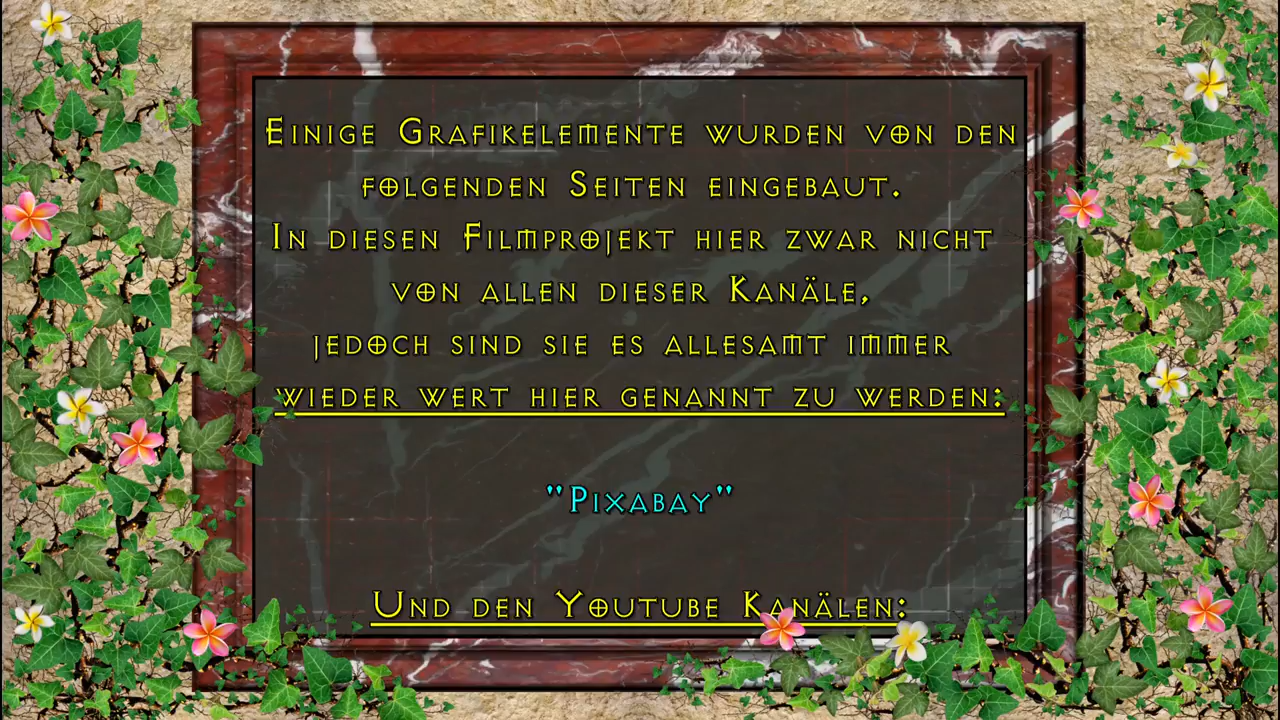 Einige Grafikelemente wurden von den
folgenden Seiten eingebaut.
In diesen Filmprojekt hier zwar nicht
von allen dieser Kanäle,
jedoch sind sie es allesamt immer
wieder wert hier genannt zu werden:
"Pixabay"
Und den Youtube Kanälen: